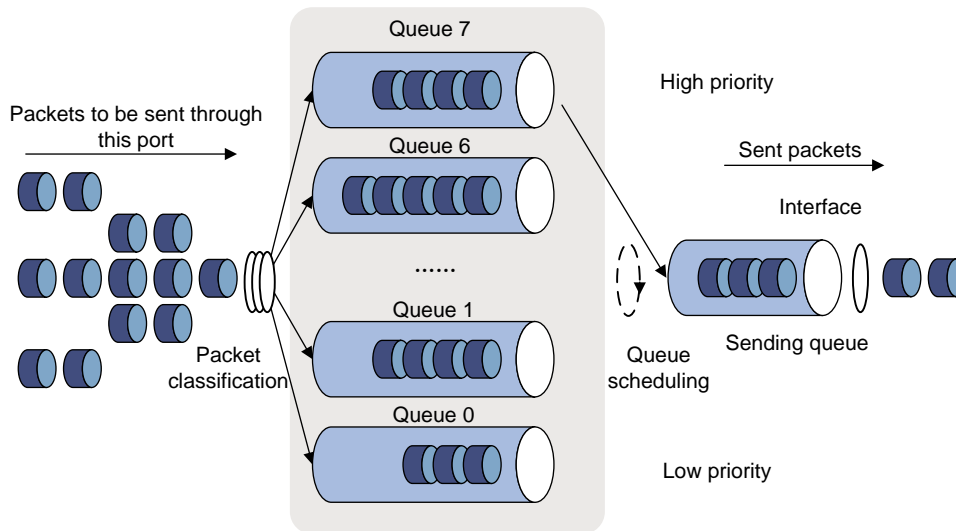 Queue 7
High priority
Packets to be sent through
this port
Queue 6
Sent packets
Interface
......
Queue 1
Packet
classification
Queue
scheduling
Sending queue
Queue 0
Low priority